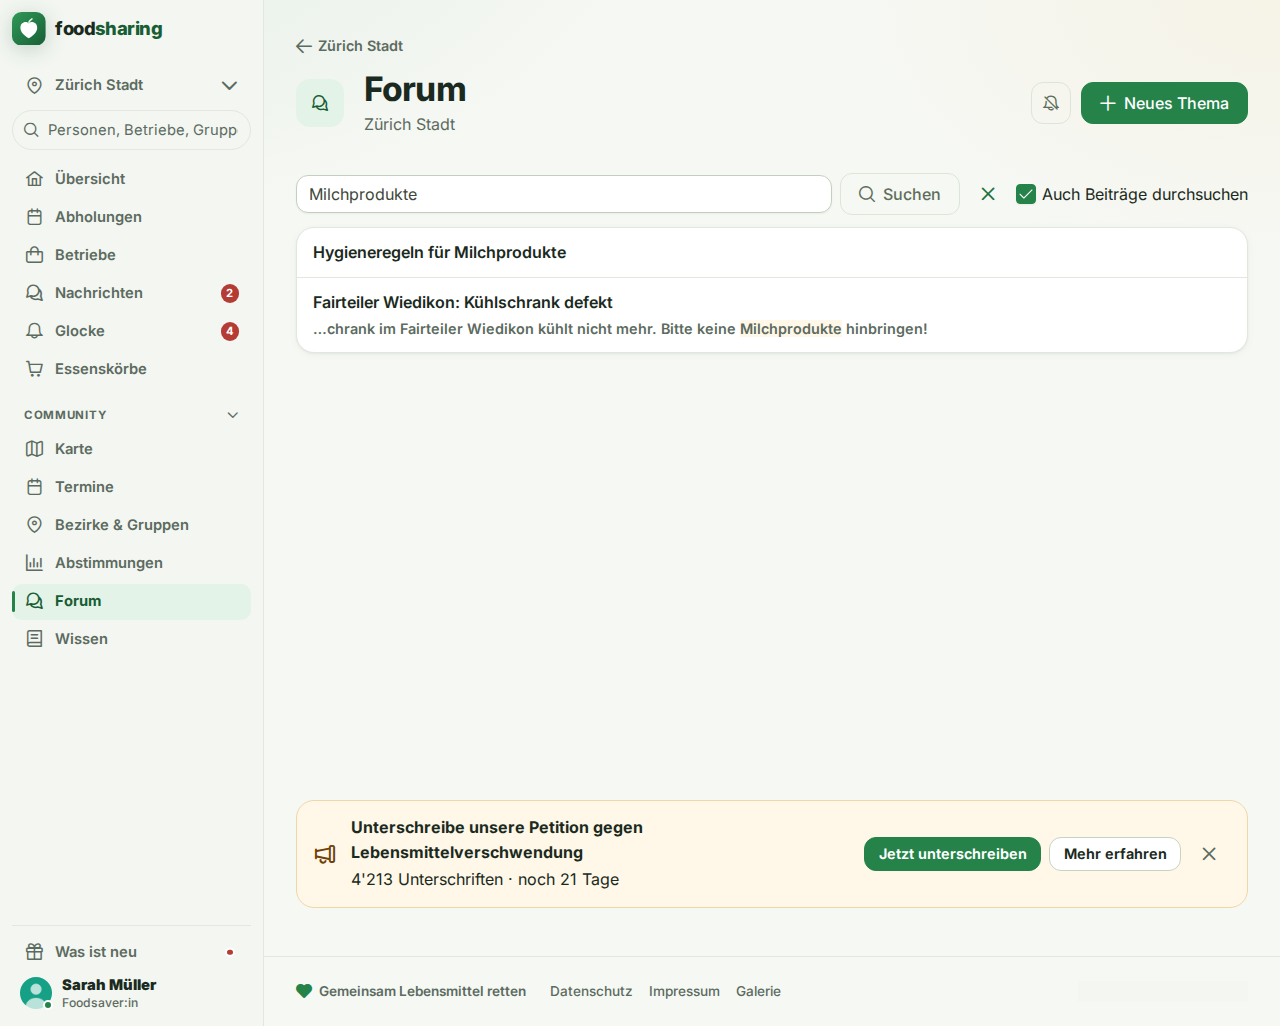 foodsharing
Zürich Stadt
Personen, Betriebe, Grupp
Übersicht
Abholungen
Betriebe
Nachrichten 2
Glocke 4
Essenskörbe
COMMUNITY
Karte
Termine
Bezirke & Gruppen
Abstimmungen
Forum
Wissen
Was ist neu
Sarah Müller
Foodsaver:in
Zürich Stadt
Forum
Zürich Stadt
Neues Thema
Milchprodukte
Suchen
Auch Beiträge durchsuchen
Hygieneregeln für Milchprodukte
Fairteiler Wiedikon: Kühlschrank defekt
…chrank im Fairteiler Wiedikon kühlt nicht mehr. Bitte keine Milchprodukte hinbringen!
Unterschreibe unsere Petition gegen
Lebensmittelverschwendung
4'213 Unterschriften · noch 21 Tage
Jetzt unterschreiben
Mehr erfahren
Gemeinsam Lebensmittel retten
Datenschutz
Impressum
Galerie